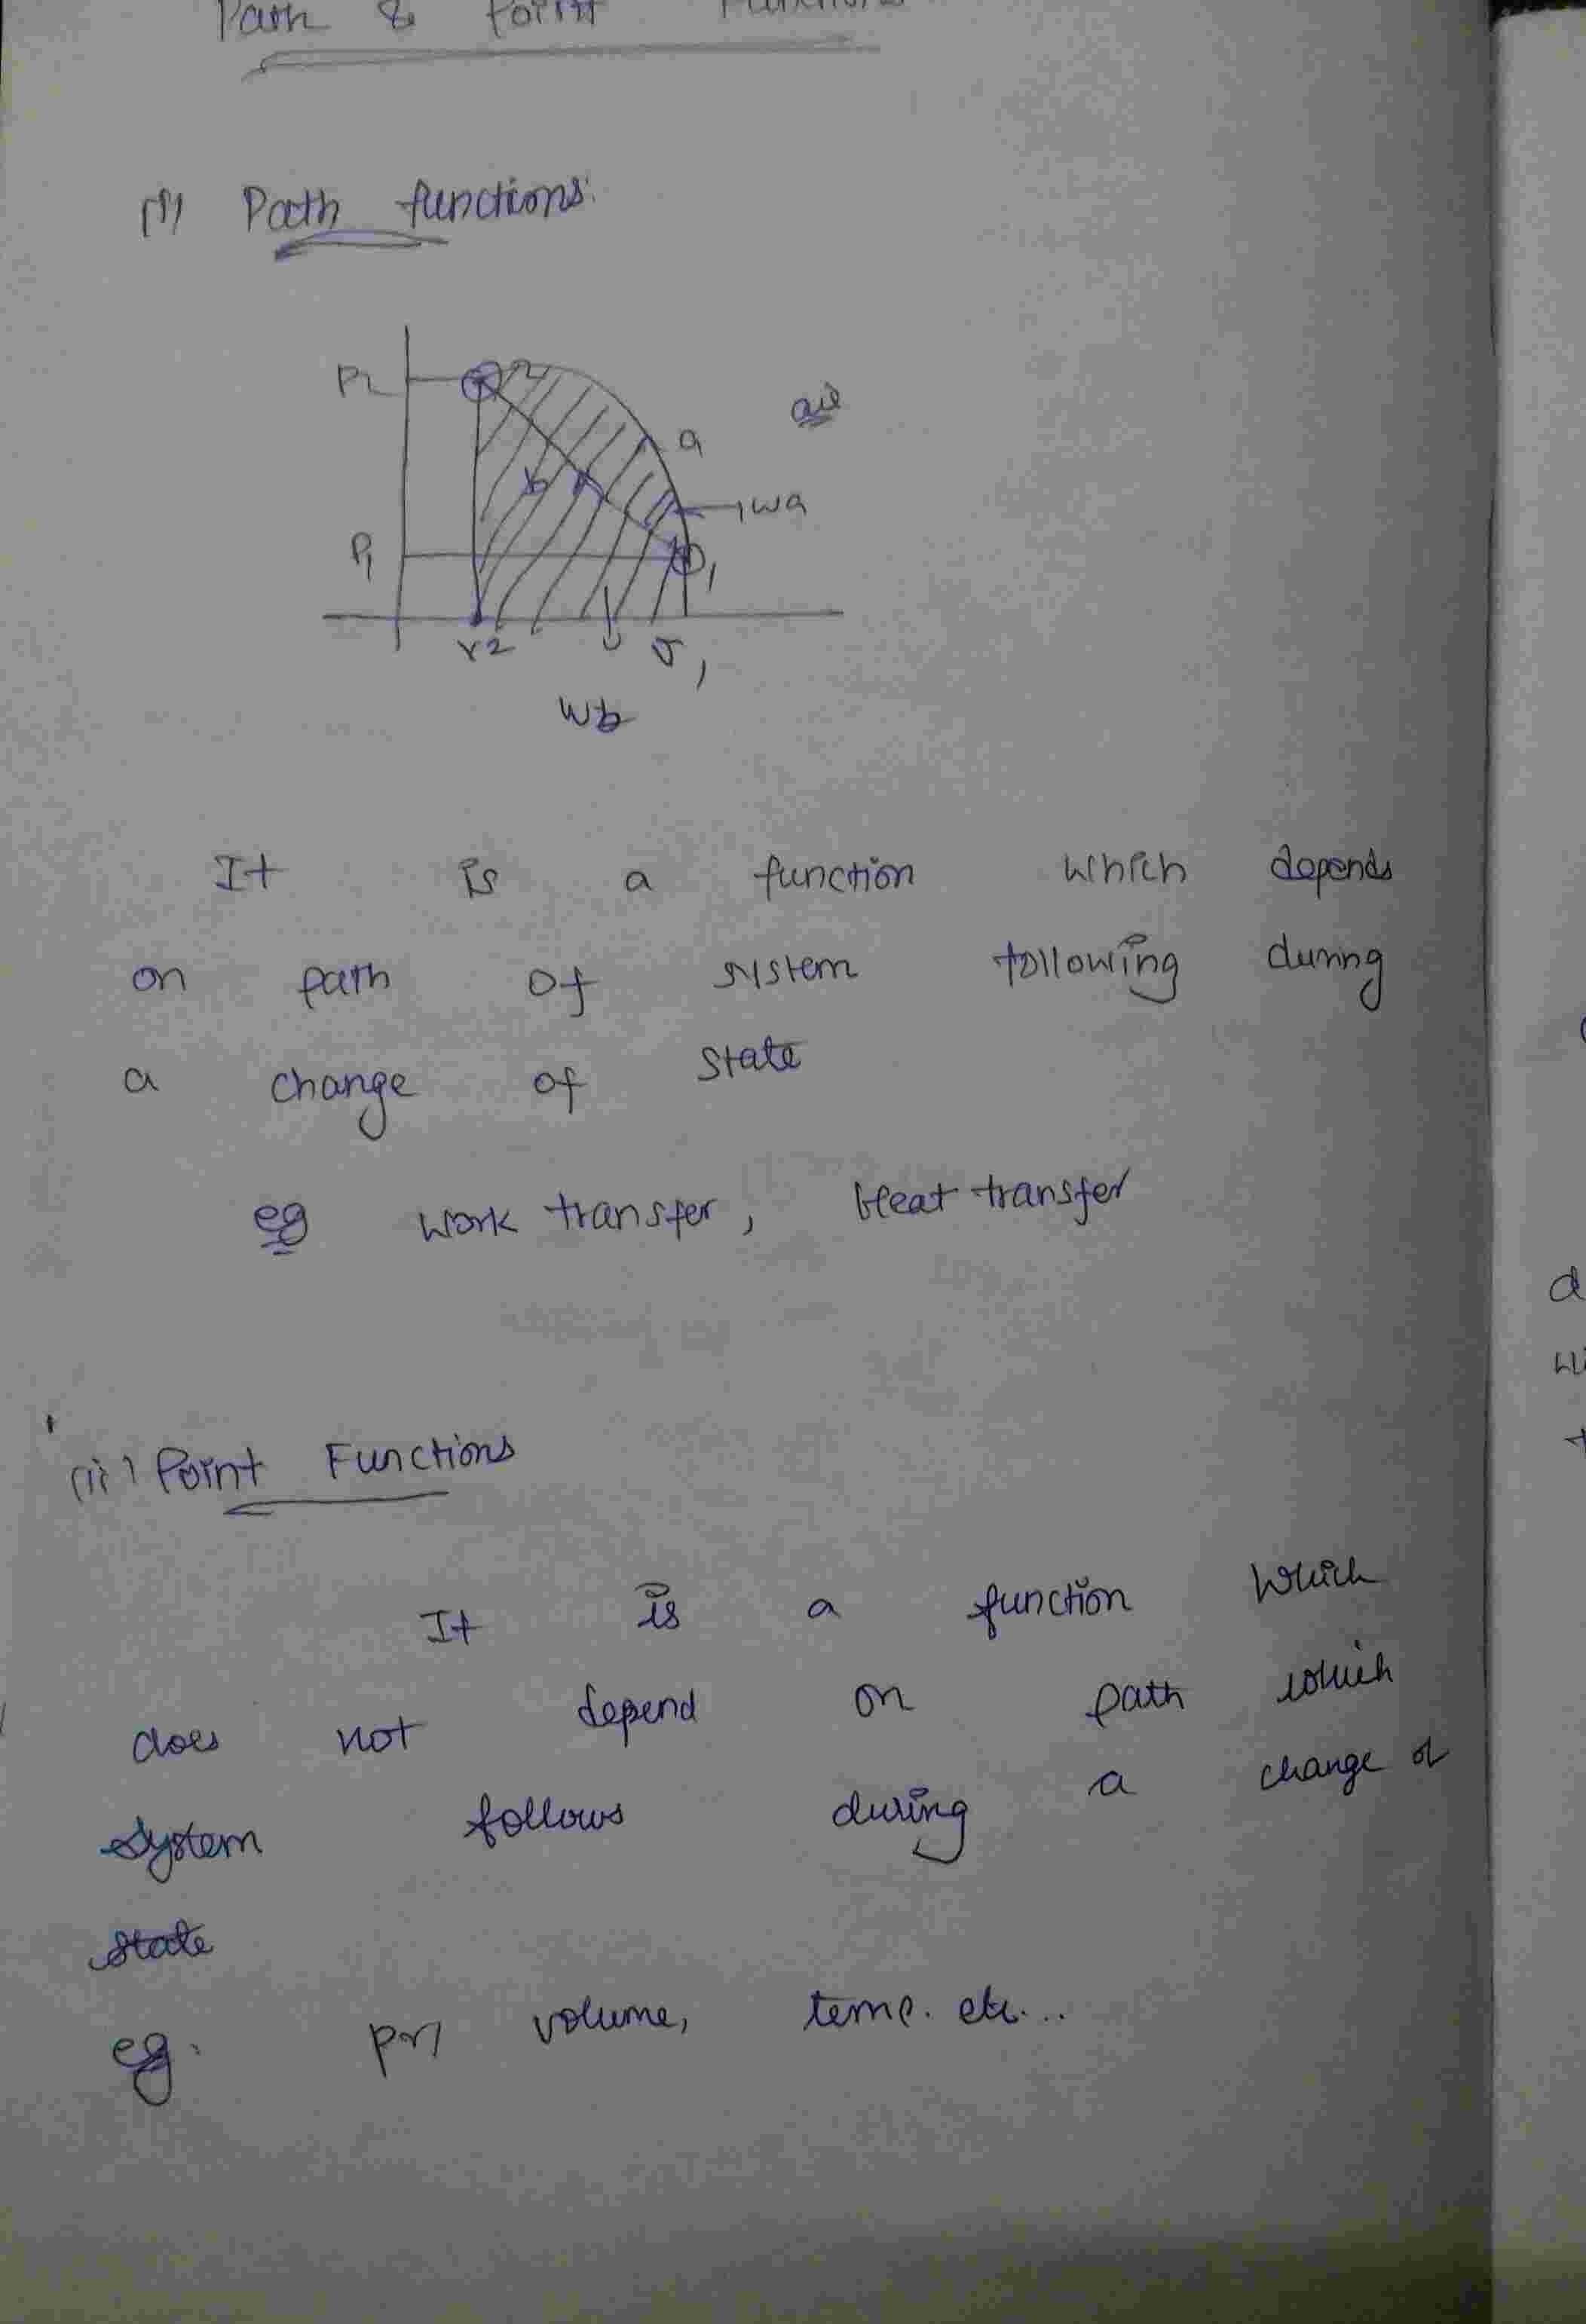 Path & Point Functions
(i) Path functions:
P2
2
a
b
Wa
P1
1
V2
V1
Wb
It is a function which depends
on path of system following during
a change of state
eg work transfer, Heat transfer
(ii) Point Functions
It is a function which
does not depend on path which
system follows during a change of
state
eg. volume, temp. etc...